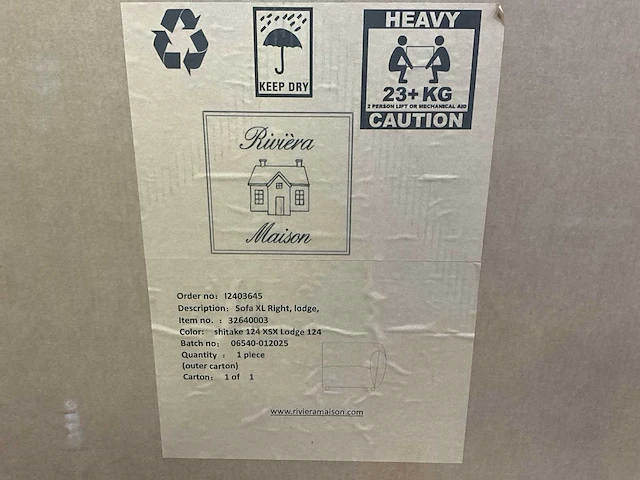 KEEP DRY
HEAVY
23+ KG
2 PERSON LIFT OR MECHANICAL AID
CAUTION
Rivièra
Maison
Order no: I2403645
Description: Sofa XL Right, lodge,
Item no. : 32640003
Color: shitake 124 XSX Lodge 124
Batch no: 06540-012025
Quantity : 1 piece
(outer carton)
Carton: 1 of 1
www.rivieramaison.com